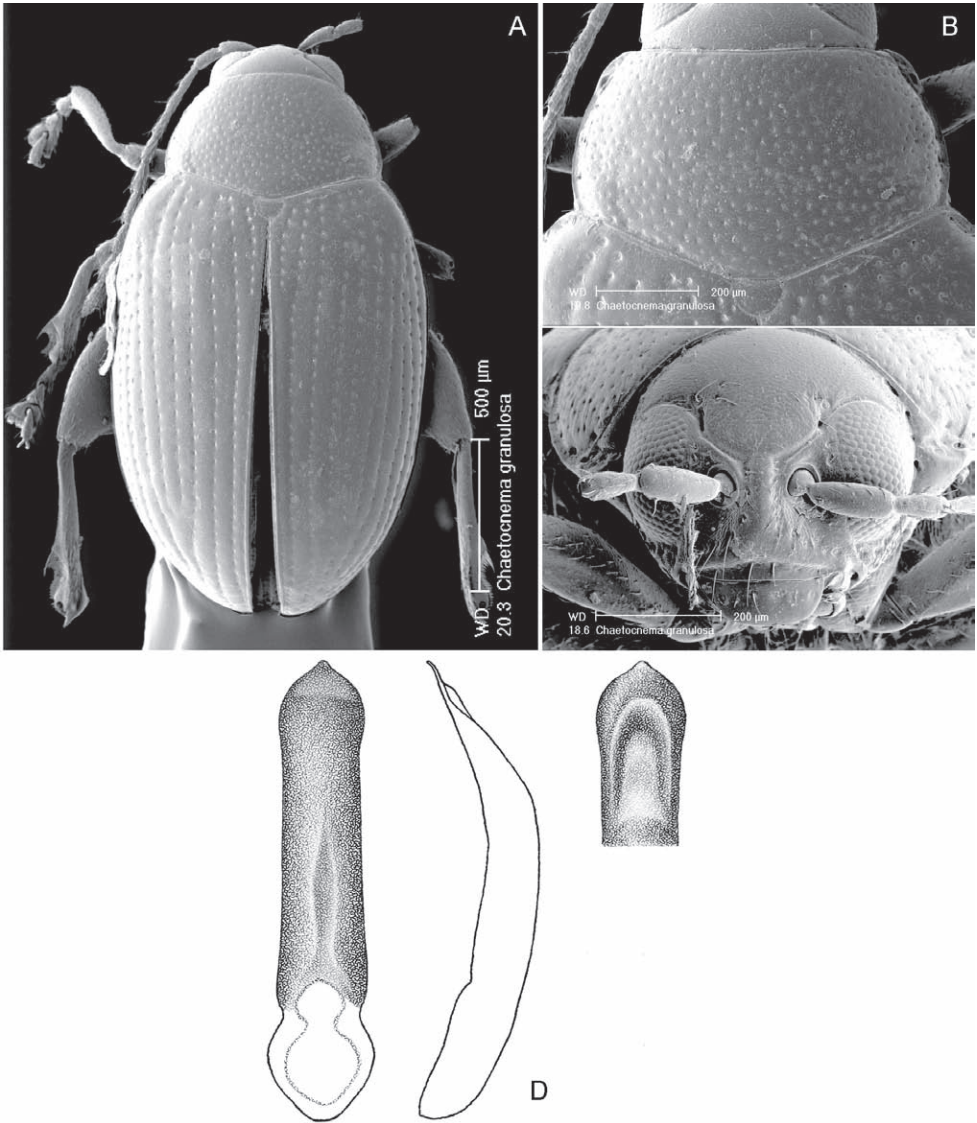 A
500 µm
WD
20.3 Chaetocnema granulosa
B
WD 200 µm
19.8 Chaetocnema granulosa
WD 200 µm
18.6 Chaetocnema granulosa
D